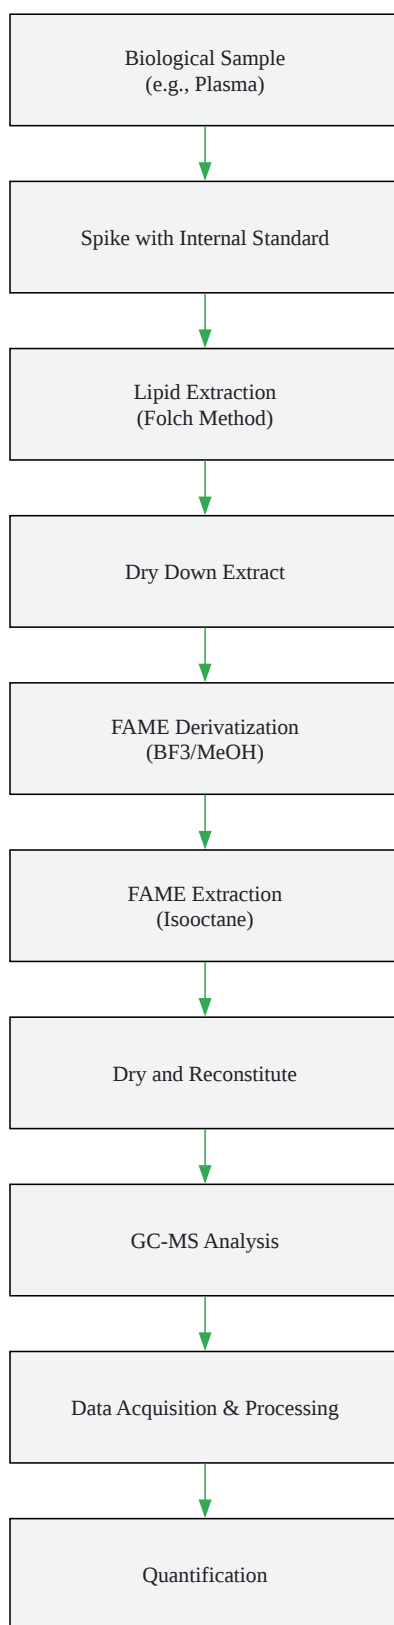 Biological Sample
(e.g., Plasma)
Spike with Internal Standard
Lipid Extraction
(Folch Method)
Dry Down Extract
FAME Derivatization
(BF3/MeOH)
FAME Extraction
(Isooctane)
Dry and Reconstitute
GC-MS Analysis
Data Acquisition & Processing
Quantification